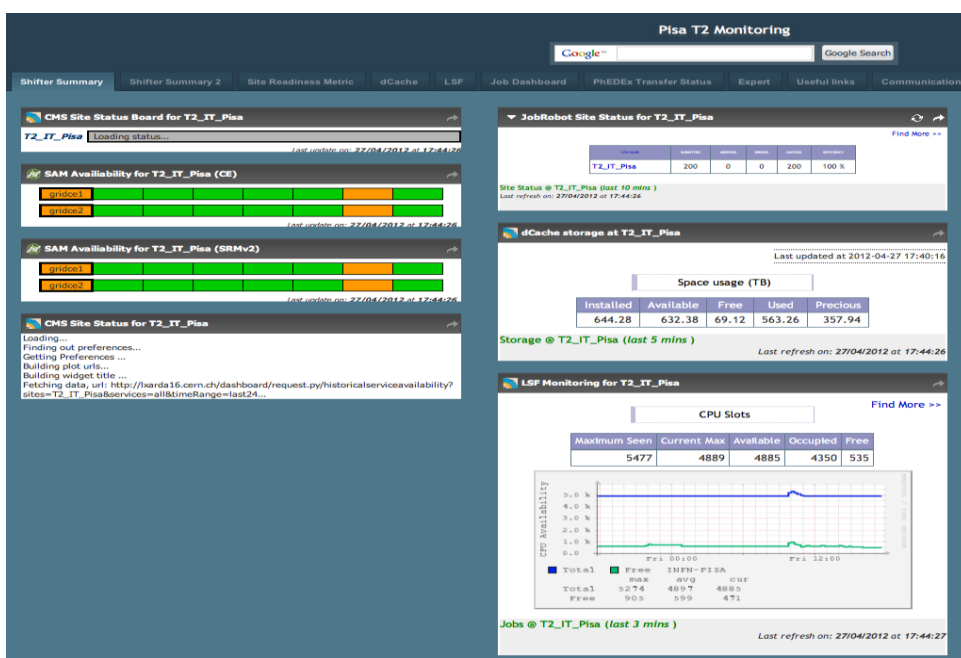 Pisa T2 Monitoring
Google™ Google Search
Shifter Summary Shifter Summary 2 Site Readiness Metric dCache LSF Job Dashboard PhEDEx Transfer Status Expert Useful links Communication
CMS Site Status Board for T2_IT_Pisa
T2_IT_Pisa Loading status...
Last update on: 27/04/2012 at 17:44:26
SAM Availiability for T2_IT_Pisa (CE)
gridce1
gridce2
Last update on: 27/04/2012 at 17:44:26
SAM Availiability for T2_IT_Pisa (SRMv2)
gridce1
gridce2
Last update on: 27/04/2012 at 17:44:26
CMS Site Status for T2_IT_Pisa
Loading...
Finding out preferences...
Getting Preferences ...
Building plot urls...
Building widget title ...
Fetching data, url: http://lxarda16.cern.ch/dashboard/request.py/historicalserviceavailability?
sites=T2_IT_Pisa&services=all&timeRange=last24...
JobRobot Site Status for T2_IT_Pisa
Find More >>
T2_IT_Pisa 200 0 0 200 100 %
Site Status @ T2_IT_Pisa (last 10 mins )
Last refresh on: 27/04/2012 at 17:44:26
dCache storage at T2_IT_Pisa
Last updated at 2012-04-27 17:40:16
Space usage (TB)
Installed Available Free Used Precious
644.28 632.38 69.12 563.26 357.94
Storage @ T2_IT_Pisa (last 5 mins )
Last refresh on: 27/04/2012 at 17:44:26
LSF Monitoring for T2_IT_Pisa
Find More >>
CPU Slots
Maximum Seen Current Max Available Occupied Free
5477 4889 4885 4350 535
CPU Availability
5.0 k
4.0 k
3.0 k
2.0 k
1.0 k
0.0
Fri 00:00 Fri 12:00
Total Free INFN-PISA
max avg cur
Total 5274 4897 4885
Free 905 599 471
Jobs @ T2_IT_Pisa (last 3 mins )
Last refresh on: 27/04/2012 at 17:44:27